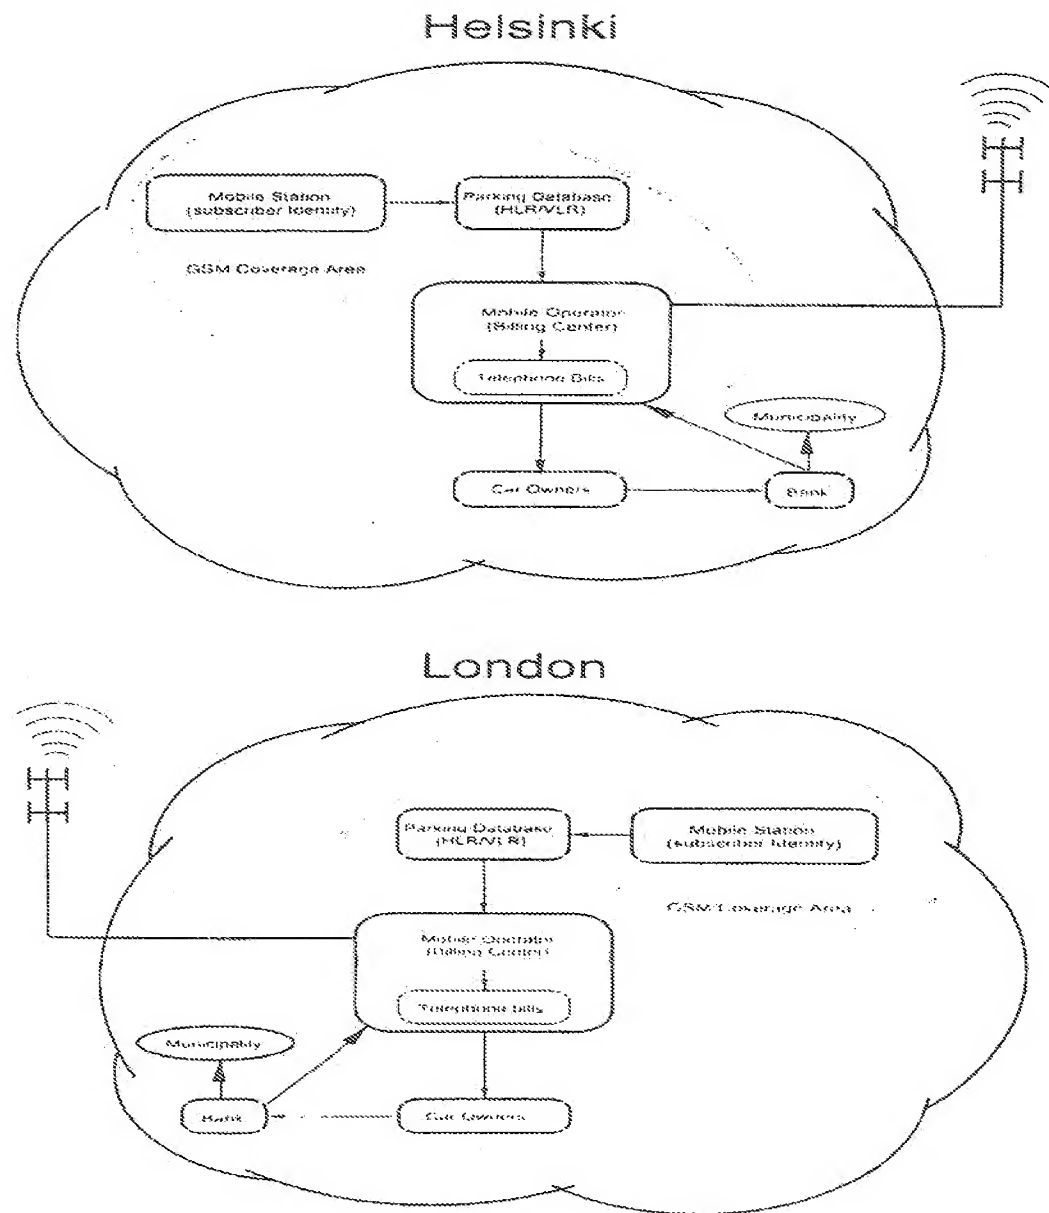 Helsinki
Mobile Station
(subscriber Identity)
Parking Database
(HLR/VLR)
GSM Coverage Area
Mobile Operator
(Billing Center)
Telephone Bills
Municipality
Car Owners
Bank
London
Parking Database
(HLR/VLR)
Mobile Station
(subscriber Identity)
GSM Coverage Area
Mobile Operator
(Billing Center)
Telephone bills
Municipality
Bank
Car Owners